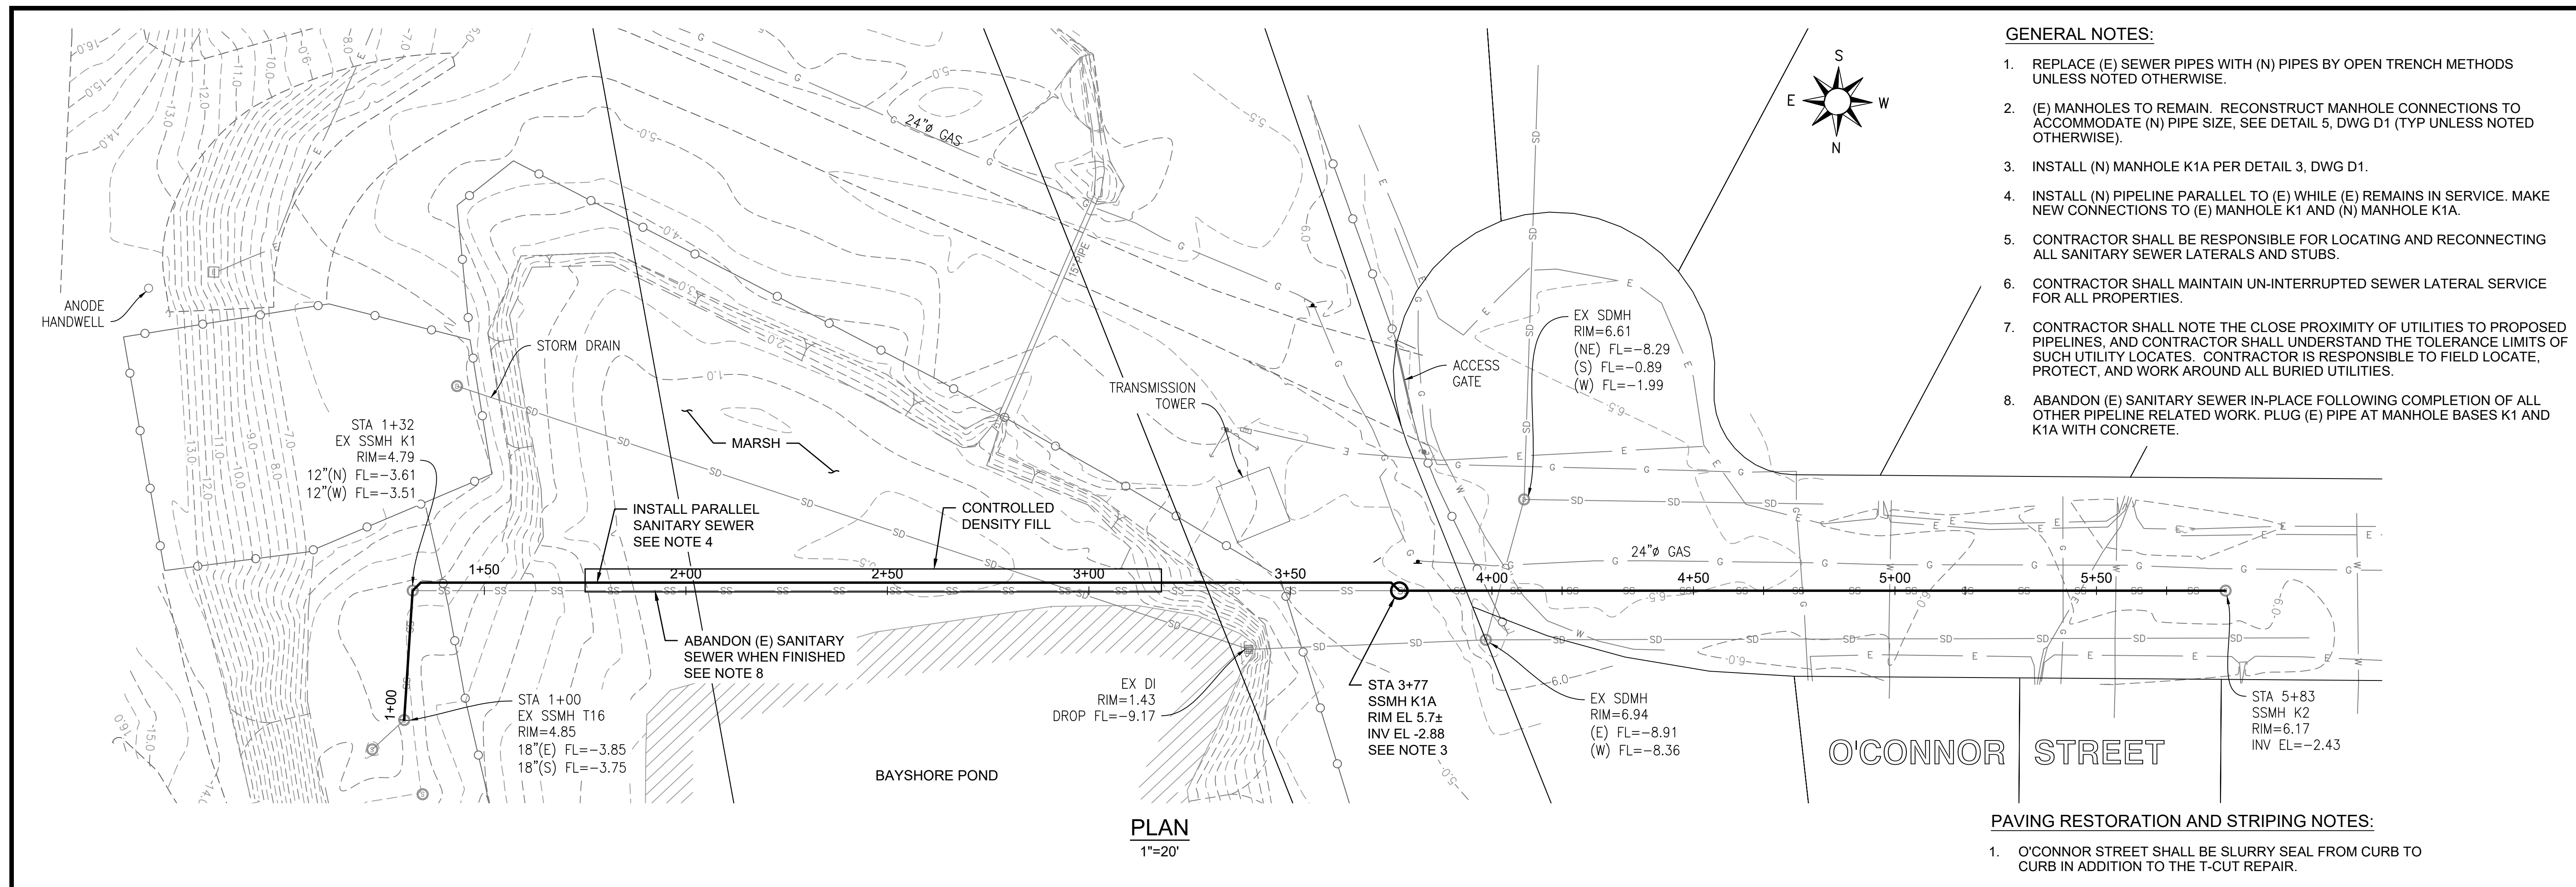 GENERAL NOTES:
1. REPLACE (E) SEWER PIPES WITH (N) PIPES BY OPEN TRENCH METHODS
UNLESS NOTED OTHERWISE.
2. (E) MANHOLES TO REMAIN. RECONSTRUCT MANHOLE CONNECTIONS TO
ACCOMMODATE (N) PIPE SIZE, SEE DETAIL 5, DWG D1 (TYP UNLESS NOTED
OTHERWISE).
3. INSTALL (N) MANHOLE K1A PER DETAIL 3, DWG D1.
4. INSTALL (N) PIPELINE PARALLEL TO (E) WHILE (E) REMAINS IN SERVICE. MAKE
NEW CONNECTIONS TO (E) MANHOLE K1 AND (N) MANHOLE K1A.
5. CONTRACTOR SHALL BE RESPONSIBLE FOR LOCATING AND RECONNECTING
ALL SANITARY SEWER LATERALS AND STUBS.
6. CONTRACTOR SHALL MAINTAIN UN-INTERRUPTED SEWER LATERAL SERVICE
FOR ALL PROPERTIES.
7. CONTRACTOR SHALL NOTE THE CLOSE PROXIMITY OF UTILITIES TO PROPOSED
PIPELINES, AND CONTRACTOR SHALL UNDERSTAND THE TOLERANCE LIMITS OF
SUCH UTILITY LOCATES. CONTRACTOR IS RESPONSIBLE TO FIELD LOCATE,
PROTECT, AND WORK AROUND ALL BURIED UTILITIES.
8. ABANDON (E) SANITARY SEWER IN-PLACE FOLLOWING COMPLETION OF ALL
OTHER PIPELINE RELATED WORK. PLUG (E) PIPE AT MANHOLE BASES K1 AND
K1A WITH CONCRETE.
S
E
W
N
24"ø GAS
15" PIPE
ANODE
HANDWELL
STORM DRAIN
STA 1+32
EX SSMH K1
RIM=4.79
12"(N) FL=-3.61
12"(W) FL=-3.51
MARSH
TRANSMISSION
TOWER
ACCESS
GATE
EX SDMH
RIM=6.61
(NE) FL=-8.29
(S) FL=-0.89
(W) FL=-1.99
INSTALL PARALLEL
SANITARY SEWER
SEE NOTE 4
CONTROLLED
DENSITY FILL
24"ø GAS
1+00
1+50
2+00
2+50
3+00
3+50
4+00
4+50
5+00
5+50
ABANDON (E) SANITARY
SEWER WHEN FINISHED
SEE NOTE 8
STA 1+00
EX SSMH T16
RIM=4.85
18"(E) FL=-3.85
18"(S) FL=-3.75
BAYSHORE POND
EX DI
RIM=1.43
DROP FL=-9.17
STA 3+77
SSMH K1A
RIM EL 5.7±
INV EL -2.88
SEE NOTE 3
EX SDMH
RIM=6.94
(E) FL=-8.91
(W) FL=-8.36
O'CONNOR STREET
STA 5+83
SSMH K2
RIM=6.17
INV EL=-2.43
PLAN
1"=20'
PAVING RESTORATION AND STRIPING NOTES:
1. O'CONNOR STREET SHALL BE SLURRY SEAL FROM CURB TO
CURB IN ADDITION TO THE T-CUT REPAIR.